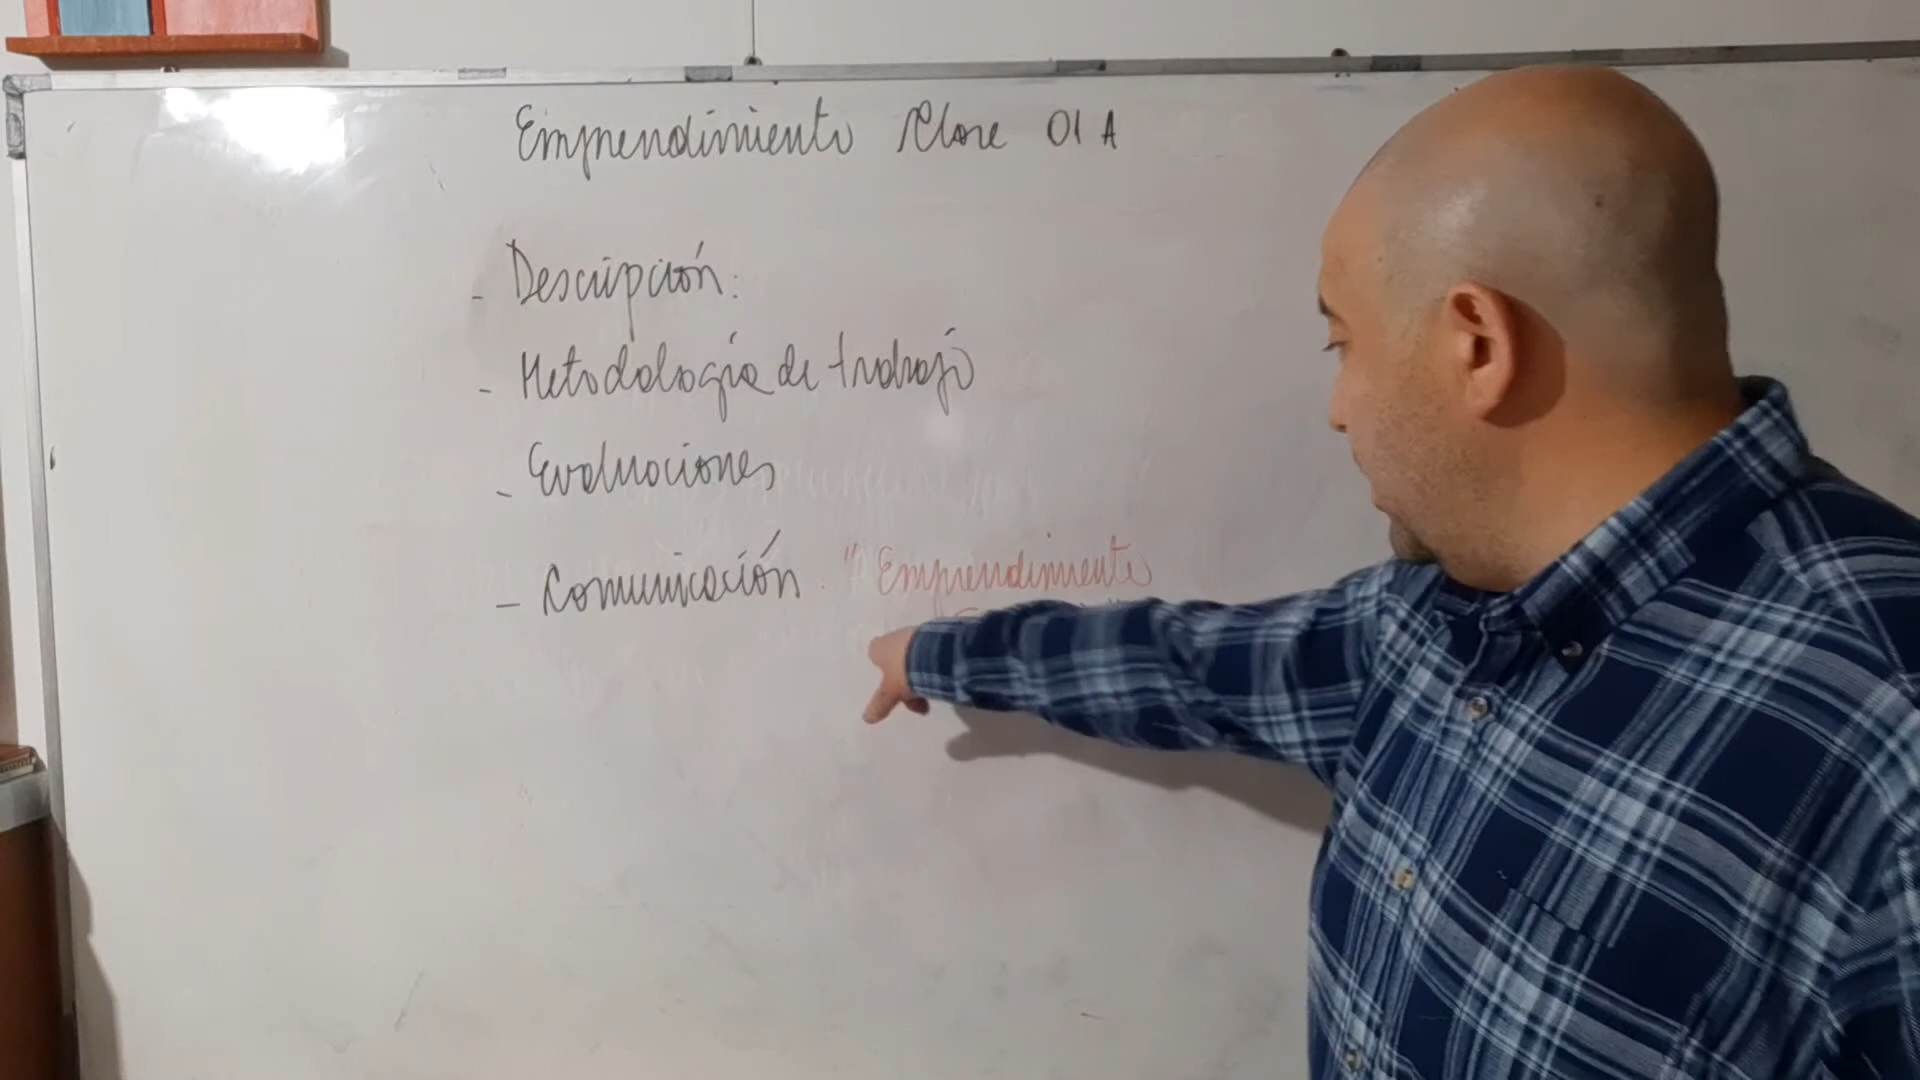 Emprendimiento Clase 01 A
- Descripción:
- Metodología de trabajo
- Evaluaciones
- Comunicación: "Emprendimiento